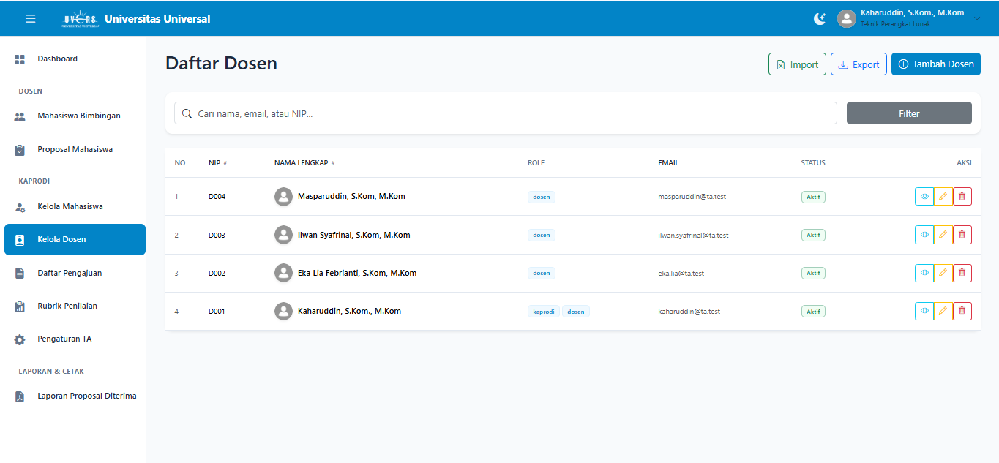 UVERS
UNIVERSITAS UNIVERSAL
Universitas Universal
Kaharuddin, S.Kom., M.Kom
Teknik Perangkat Lunak
Dashboard
DOSEN
Mahasiswa Bimbingan
Proposal Mahasiswa
KAPRODI
Kelola Mahasiswa
Kelola Dosen
Daftar Pengajuan
Rubrik Penilaian
Pengaturan TA
LAPORAN & CETAK
Laporan Proposal Diterima
Daftar Dosen
Import Export Tambah Dosen
Cari nama, email, atau NIP... Filter
NO NIP # NAMA LENGKAP # ROLE EMAIL STATUS AKSI
1 D004 Masparuddin, S.Kom, M.Kom dosen masparuddin@ta.test Aktif
2 D003 Ilwan Syafrinal, S.Kom, M.Kom dosen ilwan.syafrinal@ta.test Aktif
3 D002 Eka Lia Febrianti, S.Kom, M.Kom dosen eka.lia@ta.test Aktif
4 D001 Kaharuddin, S.Kom., M.Kom kaprodi dosen kaharuddin@ta.test Aktif